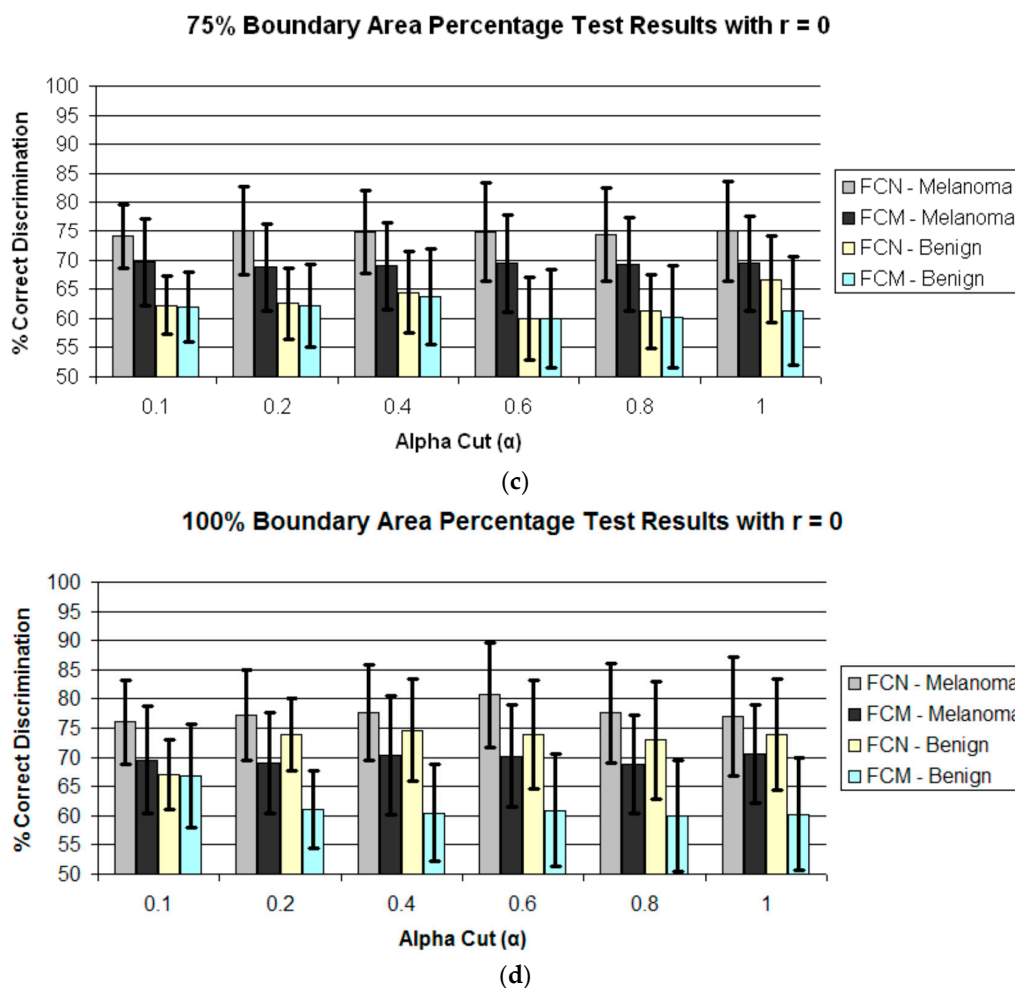 75% Boundary Area Percentage Test Results with r = 0
% Correct Discrimination
100
95
90
85
80
75
70
65
60
55
50
0.1 0.2 0.4 0.6 0.8 1
Alpha Cut (α)
FCN - Melanoma
FCM - Melanoma
FCN - Benign
FCM - Benign
(c)
100% Boundary Area Percentage Test Results with r = 0
% Correct Discrimination
100
95
90
85
80
75
70
65
60
55
50
0.1 0.2 0.4 0.6 0.8 1
Alpha Cut (α)
FCN - Melanoma
FCM - Melanoma
FCN - Benign
FCM - Benign
(d)